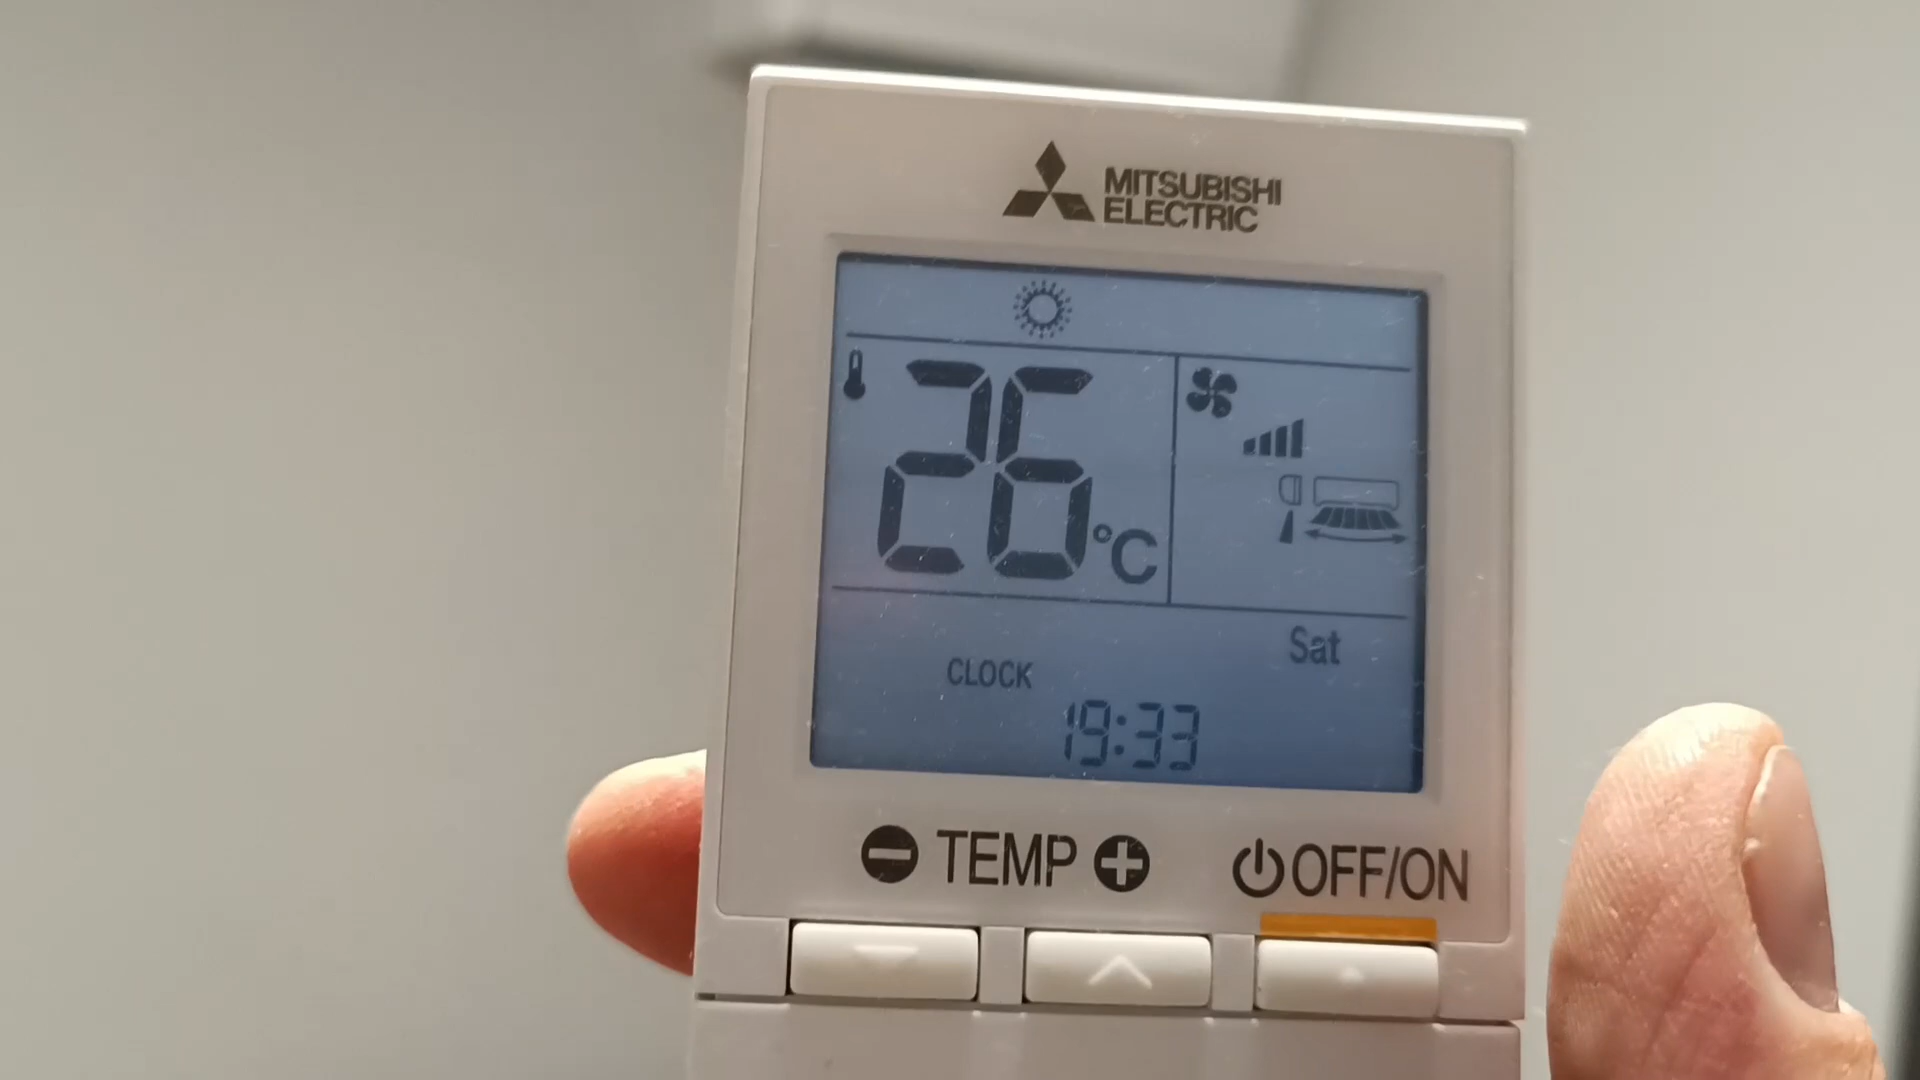 MITSUBISHI
ELECTRIC
26°C
Sat
CLOCK
19:33
TEMP
OFF/ON